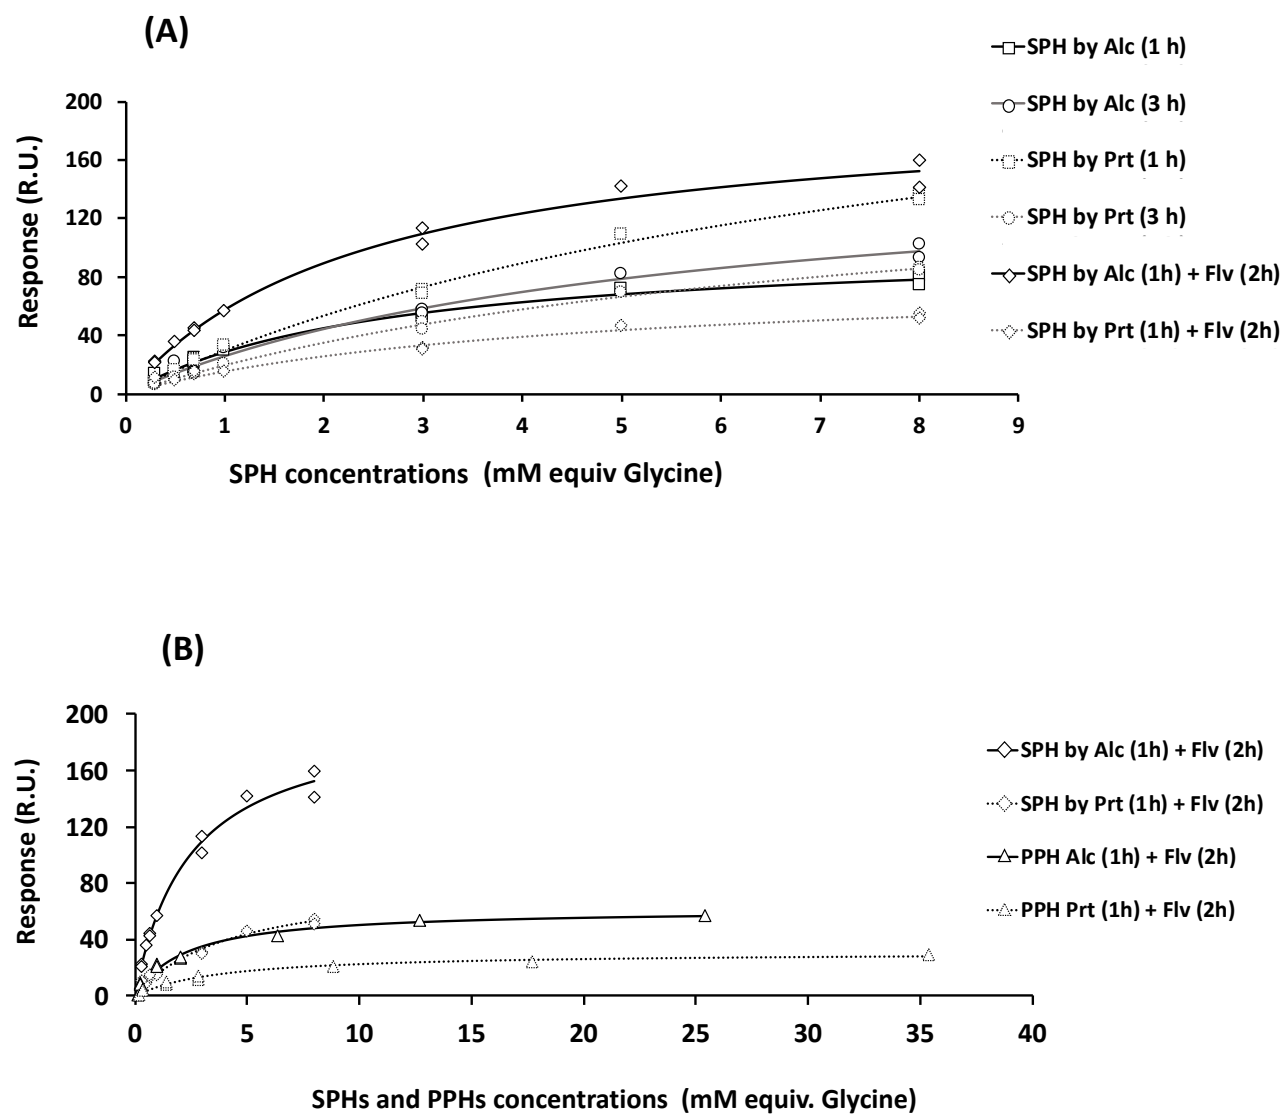 (A)
SPH by Alc (1 h)
SPH by Alc (3 h)
SPH by Prt (1 h)
SPH by Prt (3 h)
SPH by Alc (1h) + Flv (2h)
SPH by Prt (1h) + Flv (2h)
Response (R.U.)
200
160
120
80
40
0
0 1 2 3 4 5 6 7 8 9
SPH concentrations (mM equiv Glycine)
(B)
SPH by Alc (1h) + Flv (2h)
SPH by Prt (1h) + Flv (2h)
PPH Alc (1h) + Flv (2h)
PPH Prt (1h) + Flv (2h)
Response (R.U.)
200
160
120
80
40
0
0 5 10 15 20 25 30 35 40
SPHs and PPHs concentrations (mM equiv. Glycine)